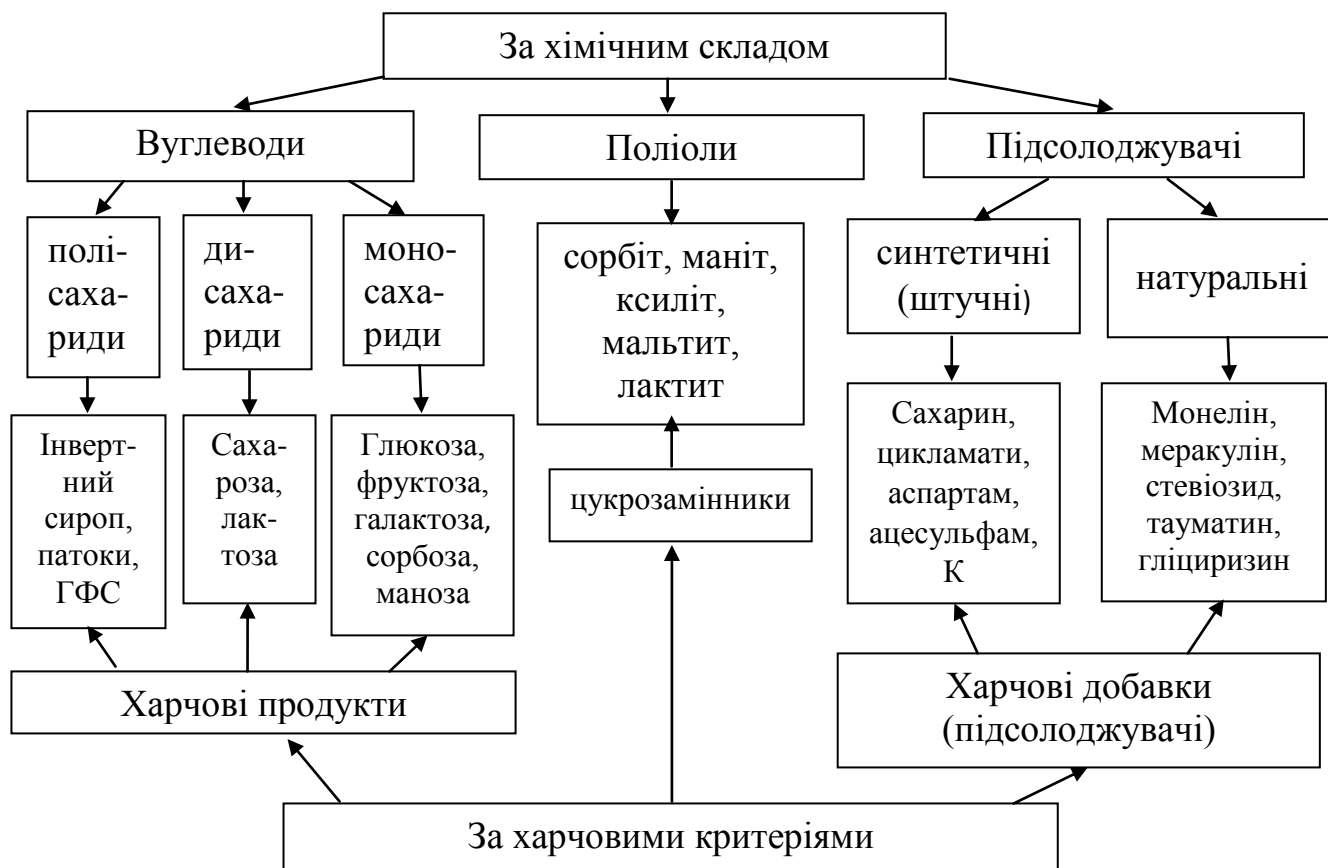 За хімічним складом
Вуглеводи
Поліоли
Підсолоджувачі
полі-
саха-
риди
ди-
саха-
риди
моно-
саха-
риди
сорбіт, маніт,
ксиліт,
мальтит,
лактит
синтетичні
(штучні)
натуральні
Інверт-
ний
сироп,
патоки,
ГФС
Саха-
роза,
лак-
тоза
Глюкоза,
фруктоза,
галактоза,
сорбоза,
маноза
цукрозамінники
Сахарин,
цикламати,
аспартам,
ацесульфам,
К
Монелін,
меракулін,
стевіозид,
тауматин,
гліциризин
Харчові продукти
Харчові добавки
(підсолоджувачі)
За харчовими критеріями